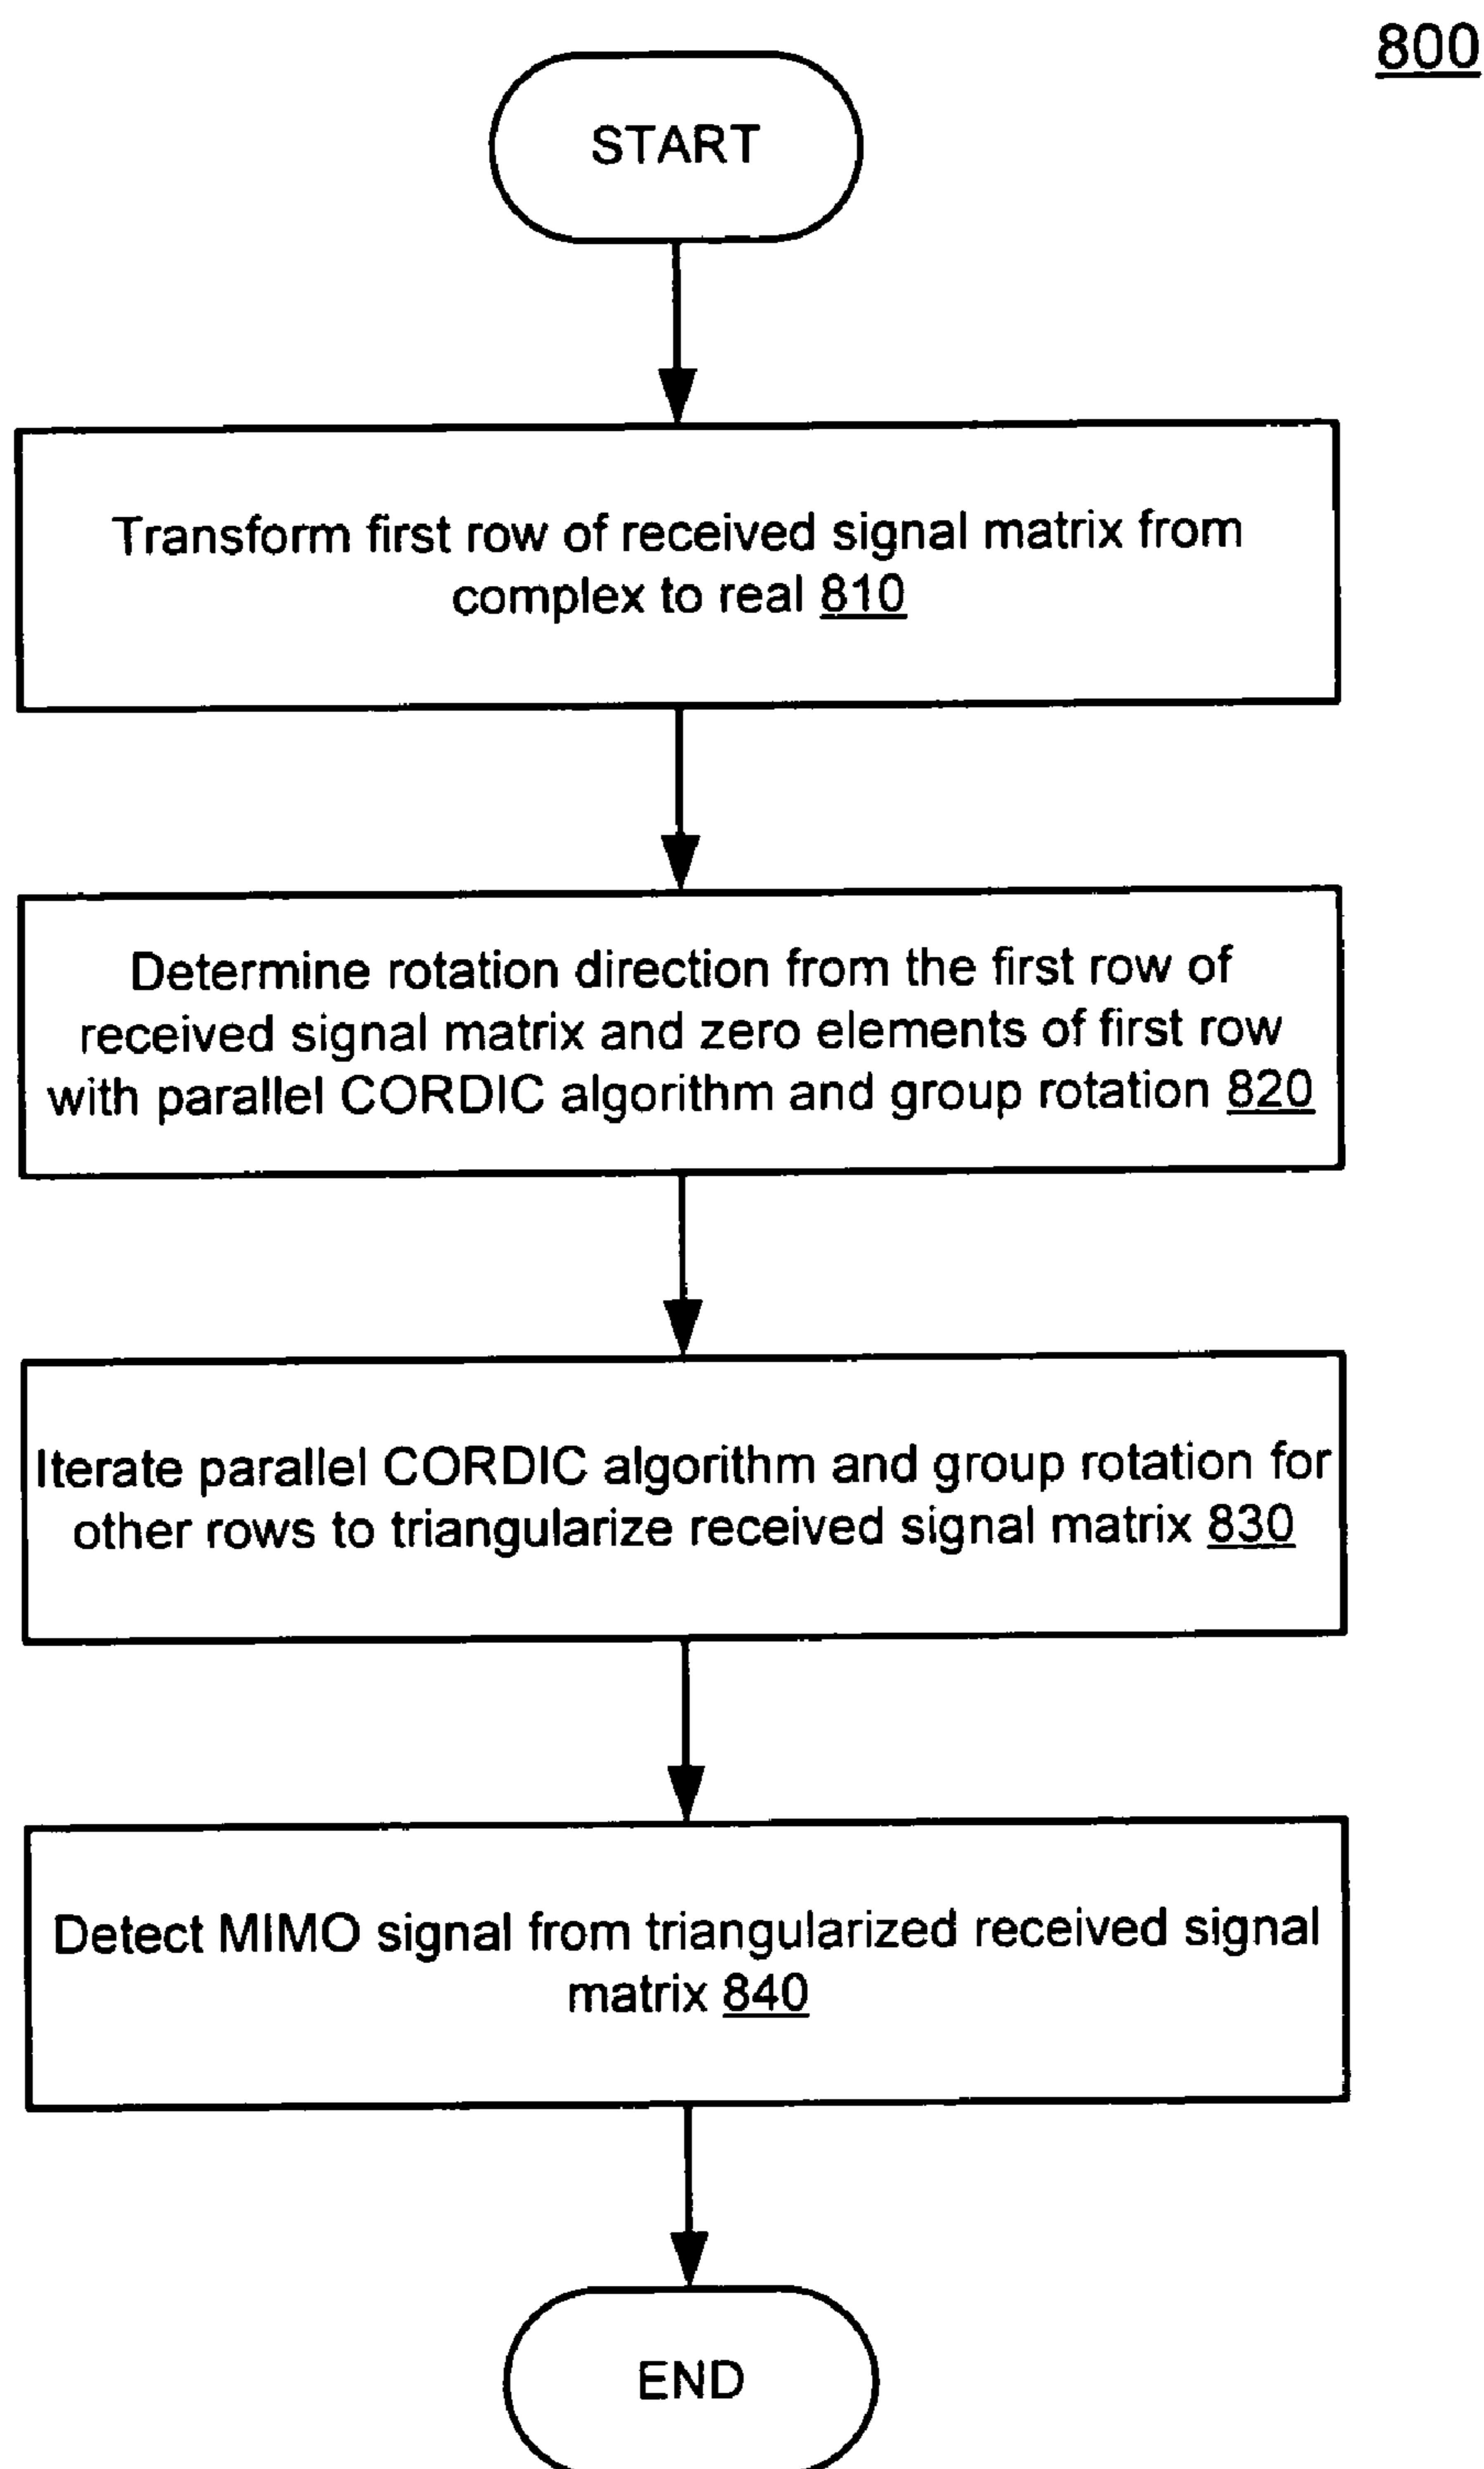 800
START
Transform first row of received signal matrix from
complex to real 810
Determine rotation direction from the first row of
received signal matrix and zero elements of first row
with parallel CORDIC algorithm and group rotation 820
Iterate parallel CORDIC algorithm and group rotation for
other rows to triangularize received signal matrix 830
Detect MIMO signal from triangularized received signal
matrix 840
END